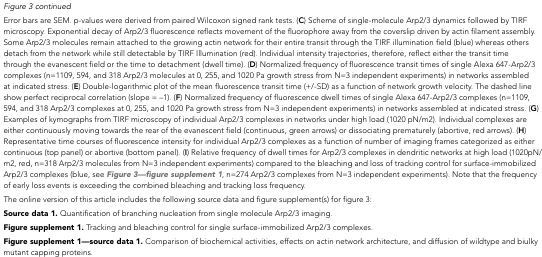 Figure 3 continued
Error bars are SEM. p-values were derived from paired Wilcoxon signed rank tests. (C) Scheme of single-molecule Arp2/3 dynamics followed by TIRF
microscopy. Exponential decay of Arp2/3 fluorescence reflects movement of the fluorophore away from the coverslip driven by actin filament assembly.
Some Arp2/3 molecules remain attached to the growing actin network for their entire transit through the TIRF illumination field (blue) whereas others
detach from the network while still detectable by TIRF Illumination (red). Individual intensity trajectories, therefore, reflect either the transit time
through the evanescent field or the time to detachment (dwell time). (D) Normalized frequency of fluorescence transit times of single Alexa 647-Arp2/3
complexes (n=1109, 594, and 318 Arp2/3 molecules at 0, 255, and 1020 Pa growth stress from N=3 independent experiments) in networks assembled
at indicated stress. (E) Double-logarithmic plot of the mean fluorescence transit time (+/-SD) as a function of network growth velocity. The dashed line
show perfect reciprocal correlation (slope = −1). (F) Normalized frequency of fluorescence dwell times of single Alexa 647-Arp2/3 complexes (n=1109,
594, and 318 Arp2/3 complexes at 0, 255, and 1020 Pa growth stress from N=3 independent experiments) in networks assembled at indicated stress. (G)
Examples of kymographs from TIRF microscopy of individual Arp2/3 complexes in networks under high load (1020 pN/m2). Individual complexes are
either continuously moving towards the rear of the evanescent field (continuous, green arrows) or dissociating prematurely (abortive, red arrows). (H)
Representative time courses of fluorescence intensity for individual Arp2/3 complexes as a function of number of imaging frames categorized as either
continuous (top panel) or abortive (bottom panel). (I) Relative frequency of dwell times for Arp2/3 complexes in dendritic networks at high load (1020pN/
m2, red, n=318 Arp2/3 molecules from N=3 independent experiments) compared to the bleaching and loss of tracking control for surface-immobilized
Arp2/3 complexes (blue, see Figure 3—figure supplement 1, n=274 Arp2/3 complexes from N=3 independent experiments). Note that the frequency
of early loss events is exceeding the combined bleaching and tracking loss frequency.
The online version of this article includes the following source data and figure supplement(s) for figure 3:
Source data 1. Quantification of branching nucleation from single molecule Arp2/3 imaging.
Figure supplement 1. Tracking and bleaching control for single surface-immobilized Arp2/3 complexes.
Figure supplement 1—source data 1. Comparison of biochemical activities, effects on actin network architecture, and diffusion of wildtype and biulky
mutant capping proteins.